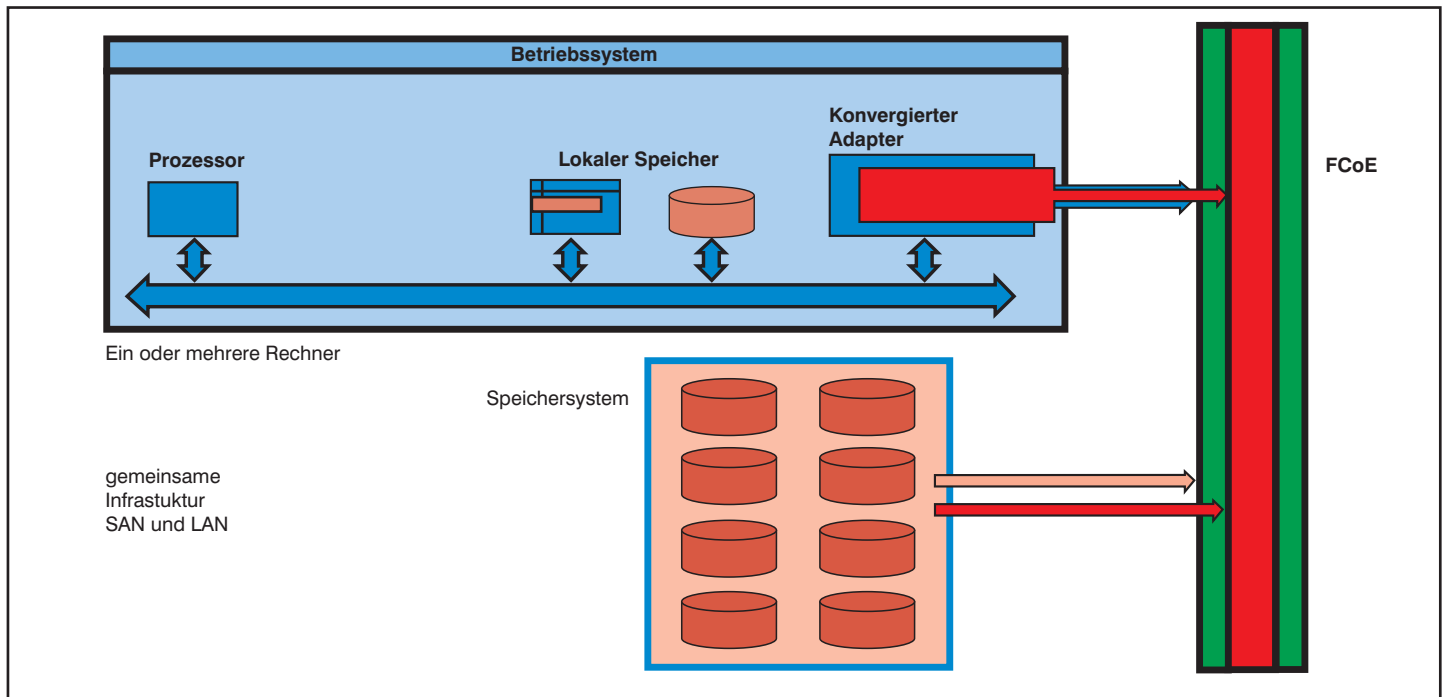 Betriebssystem
Konvergierter
Adapter
Prozessor
Lokaler Speicher
FCoE
Ein oder mehrere Rechner
Speichersystem
gemeinsame
Infrastuktur
SAN und LAN